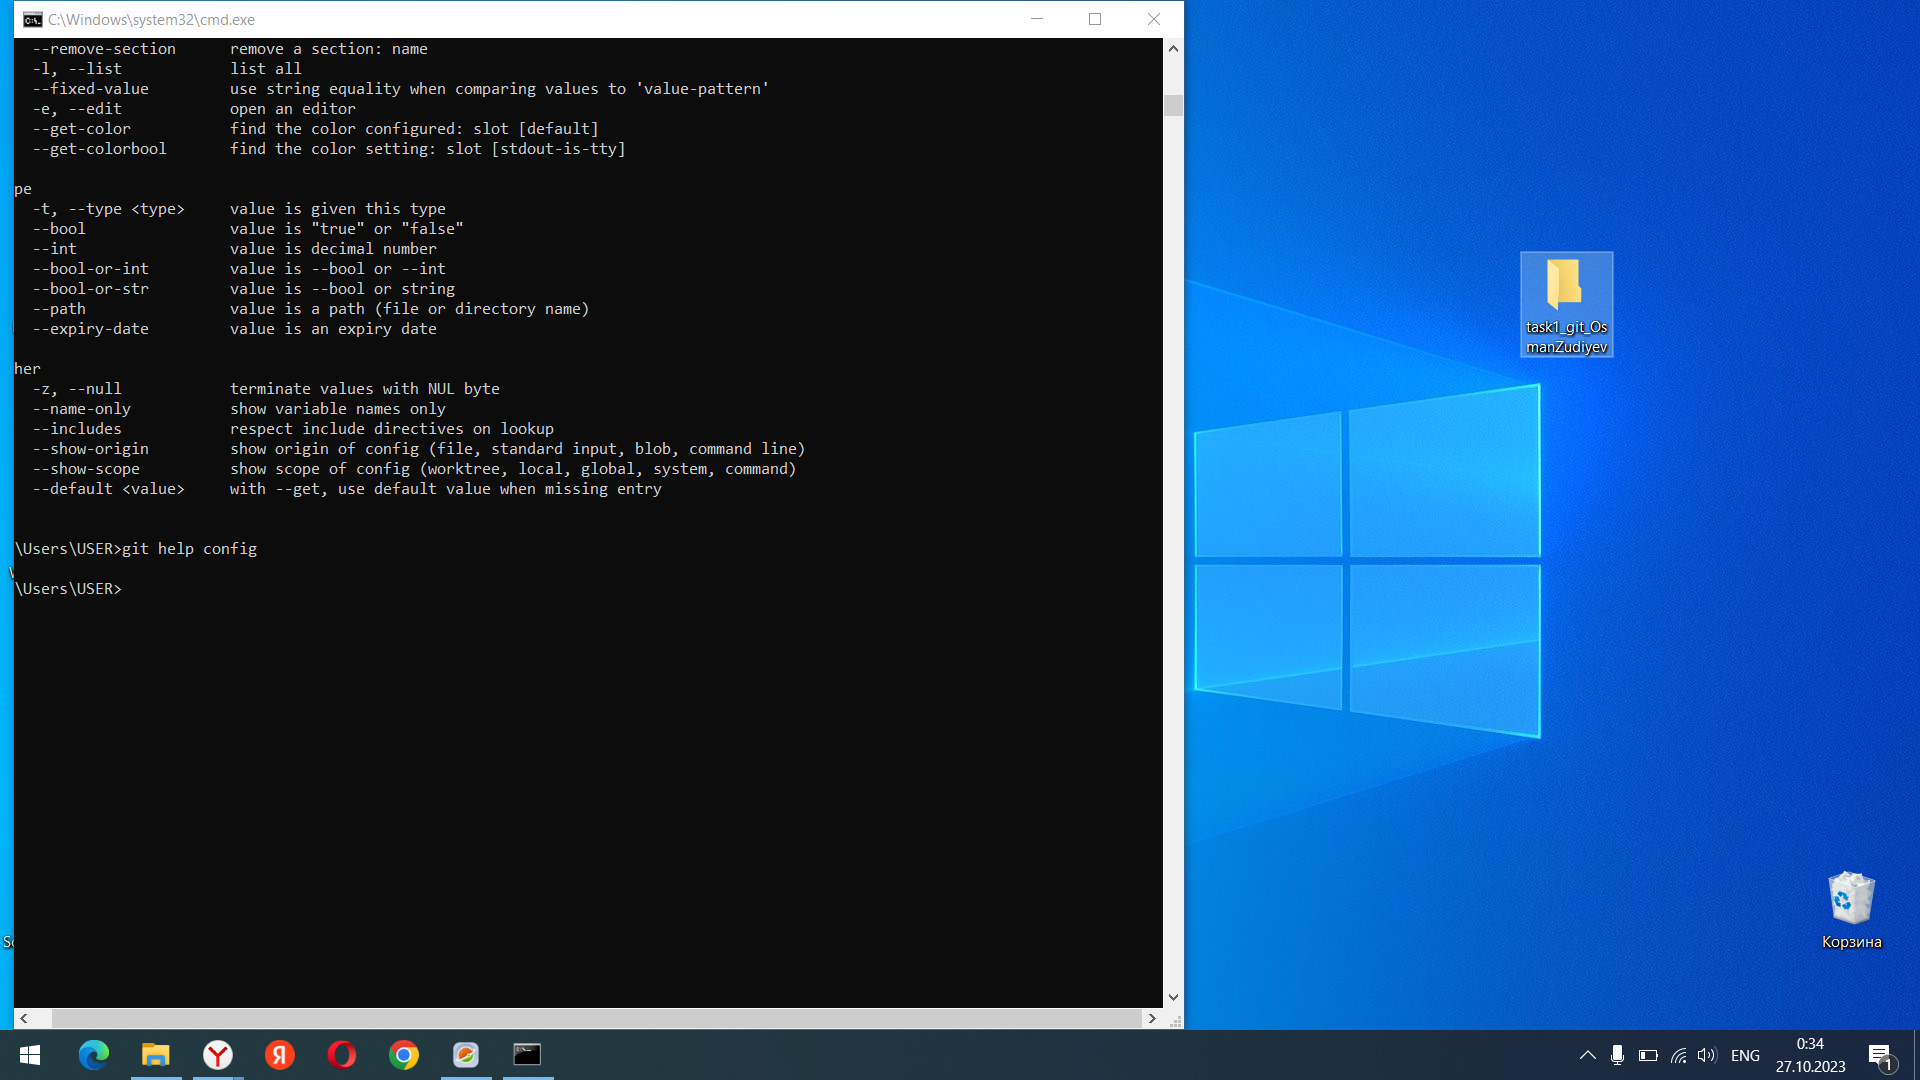 C:\Windows\system32\cmd.exe
--remove-section remove a section: name
-l, --list list all
--fixed-value use string equality when comparing values to 'value-pattern'
-e, --edit open an editor
--get-color find the color configured: slot [default]
--get-colorbool find the color setting: slot [stdout-is-tty]
pe
-t, --type <type> value is given this type
--bool value is "true" or "false"
--int value is decimal number
--bool-or-int value is --bool or --int
--bool-or-str value is --bool or string
--path value is a path (file or directory name)
--expiry-date value is an expiry date
her
-z, --null terminate values with NUL byte
--name-only show variable names only
--includes respect include directives on lookup
--show-origin show origin of config (file, standard input, blob, command line)
--show-scope show scope of config (worktree, local, global, system, command)
--default <value> with --get, use default value when missing entry
\Users\USER>git help config
\Users\USER>
task1_git_Os
manZudiyev
Корзина
ENG
0:34
27.10.2023
1